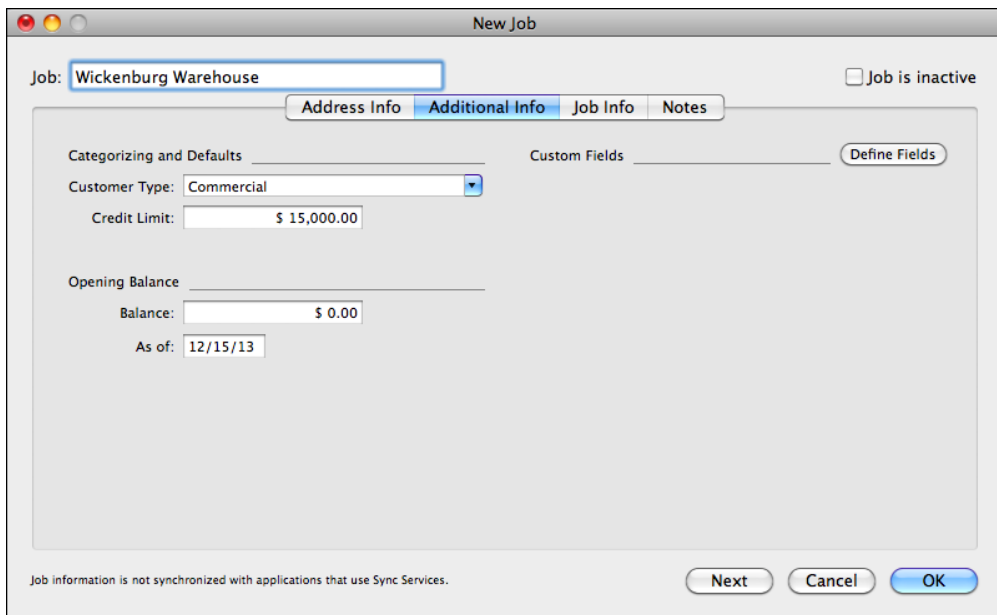 New Job
Job: Wickenburg Warehouse
Job is inactive
Address Info Additional Info Job Info Notes
Categorizing and Defaults
Custom Fields
Define Fields
Customer Type: Commercial
Credit Limit: $ 15,000.00
Opening Balance
Balance: $ 0.00
As of: 12/15/13
Job information is not synchronized with applications that use Sync Services.
Next
Cancel
OK